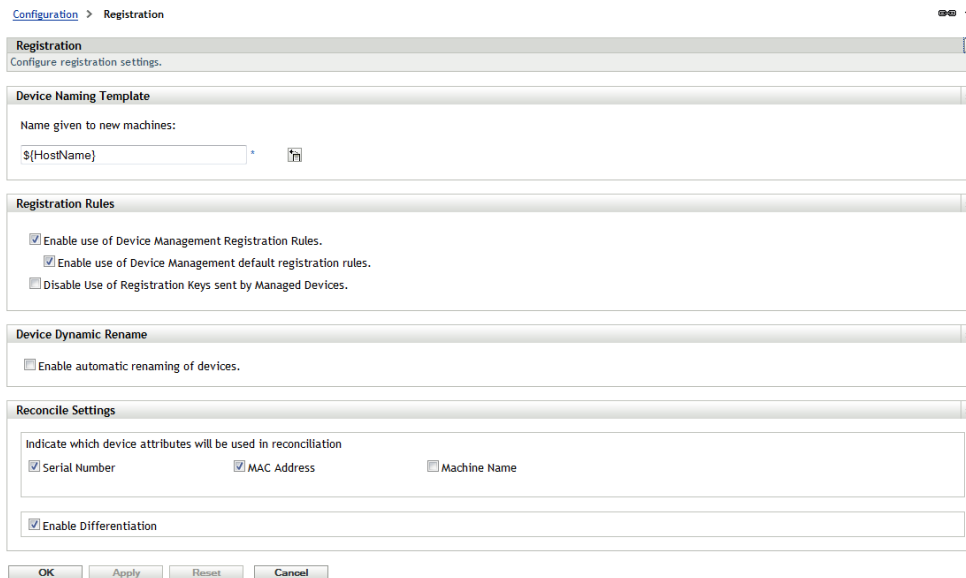 Configuration > Registration
Registration
Configure registration settings.
Device Naming Template
Name given to new machines:
${HostName} *
Registration Rules
Enable use of Device Management Registration Rules.
Enable use of Device Management default registration rules.
Disable Use of Registration Keys sent by Managed Devices.
Device Dynamic Rename
Enable automatic renaming of devices.
Reconcile Settings
Indicate which device attributes will be used in reconciliation
Serial Number MAC Address Machine Name
Enable Differentiation
OK Apply Reset Cancel